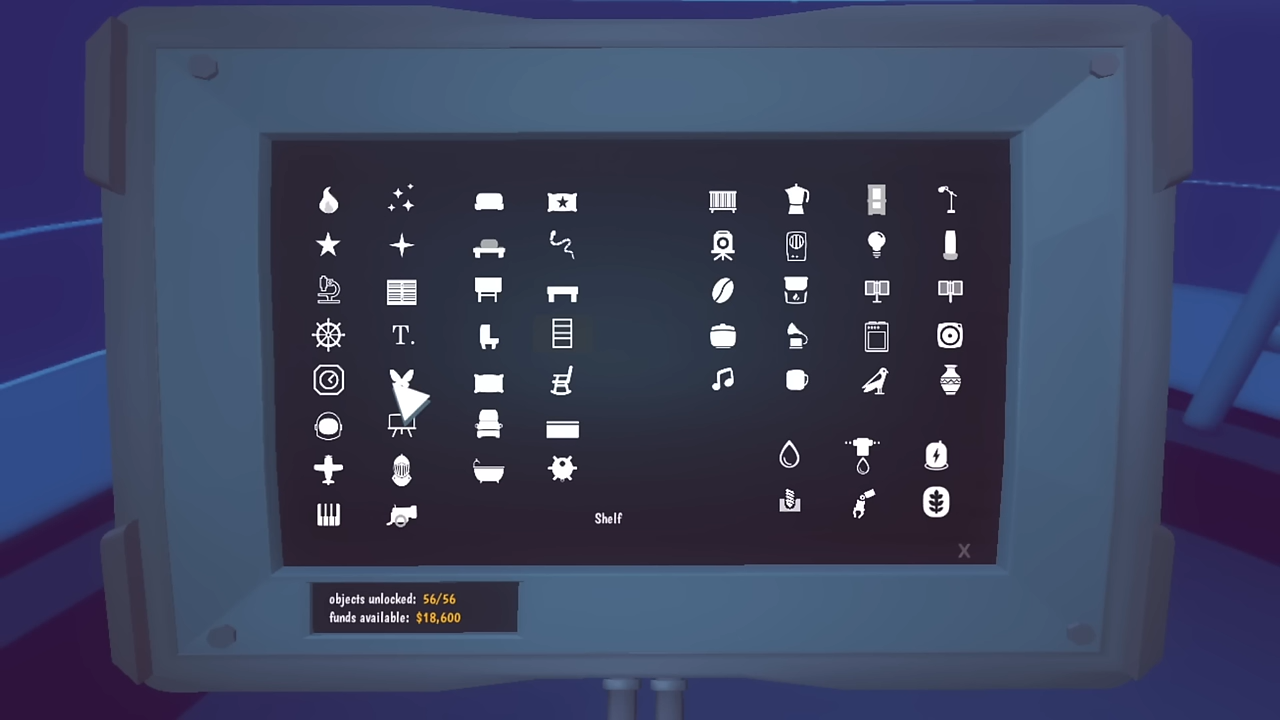 T.
Shelf
X
objects unlocked: 56/56
funds available: $18,600